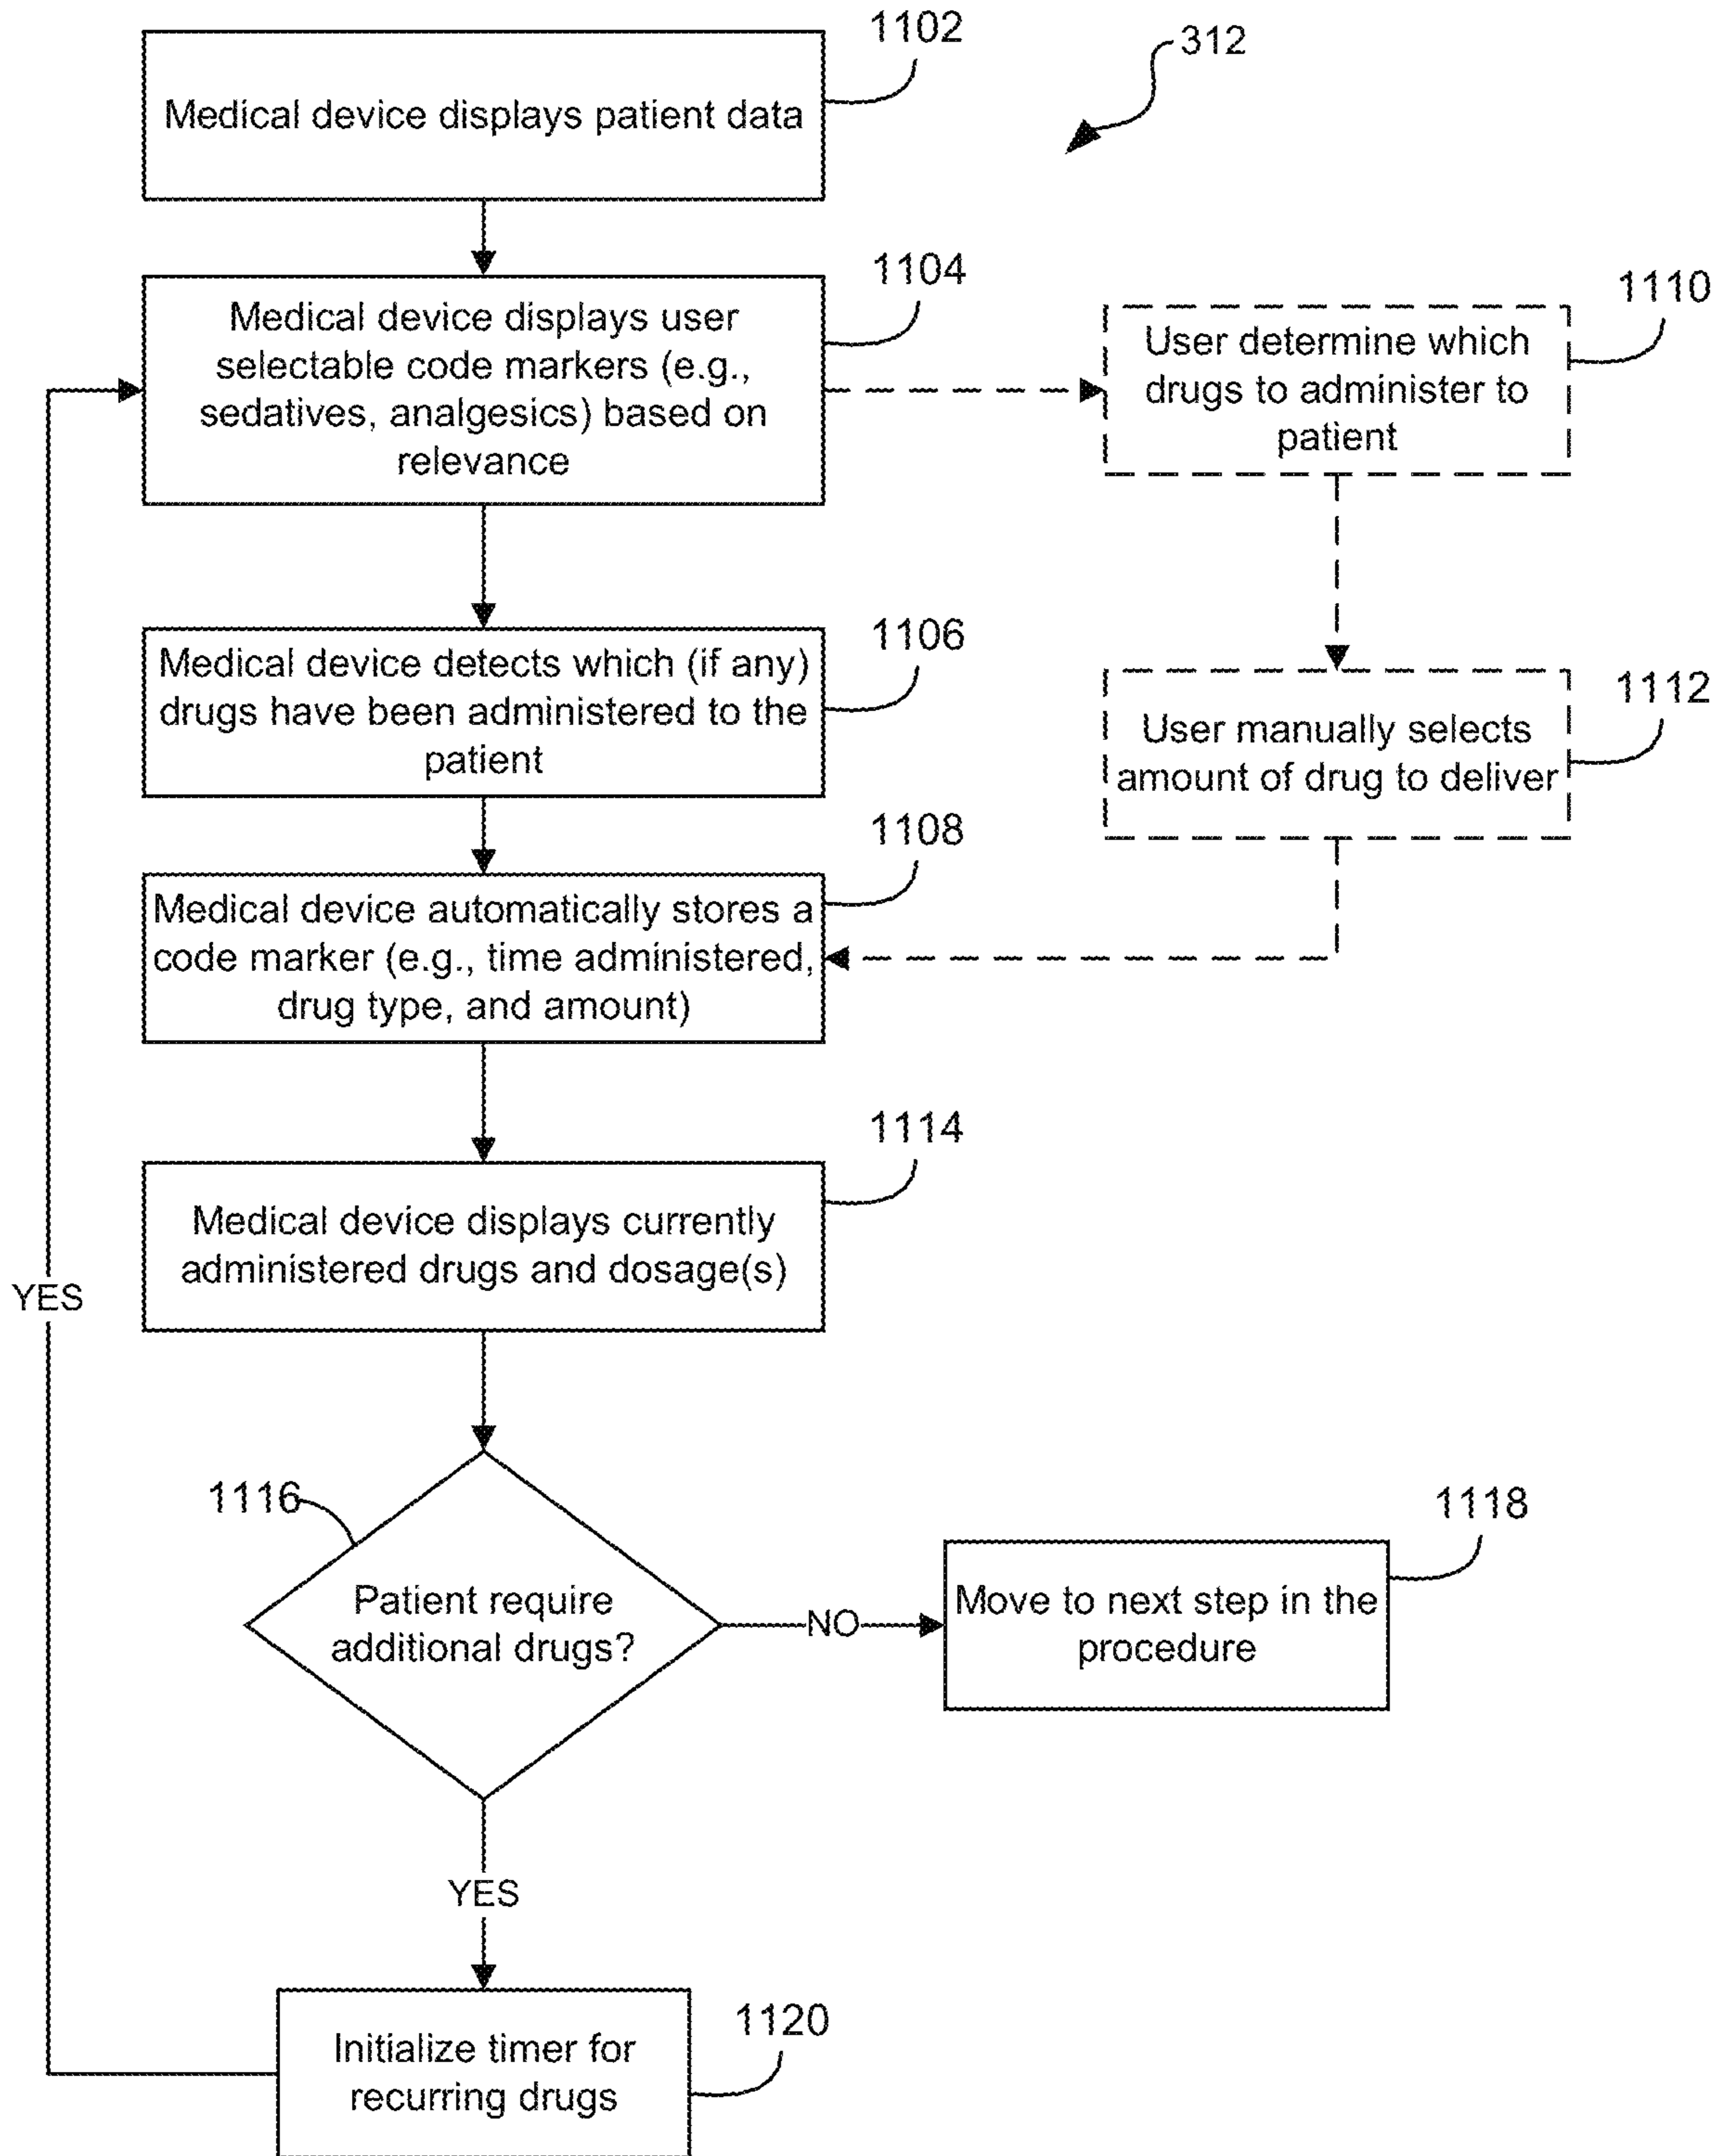 1102
312
Medical device displays patient data
1104
1110
Medical device displays user
selectable code markers (e.g.,
sedatives, analgesics) based on
relevance
User determine which
drugs to administer to
patient
1106
1112
Medical device detects which (if any)
drugs have been administered to the
patient
User manually selects
amount of drug to deliver
1108
Medical device automatically stores a
code marker (e.g., time administered,
drug type, and amount)
1114
Medical device displays currently
administered drugs and dosage(s)
YES
1116
1118
Patient require
additional drugs?
NO
Move to next step in the
procedure
YES
1120
Initialize timer for
recurring drugs